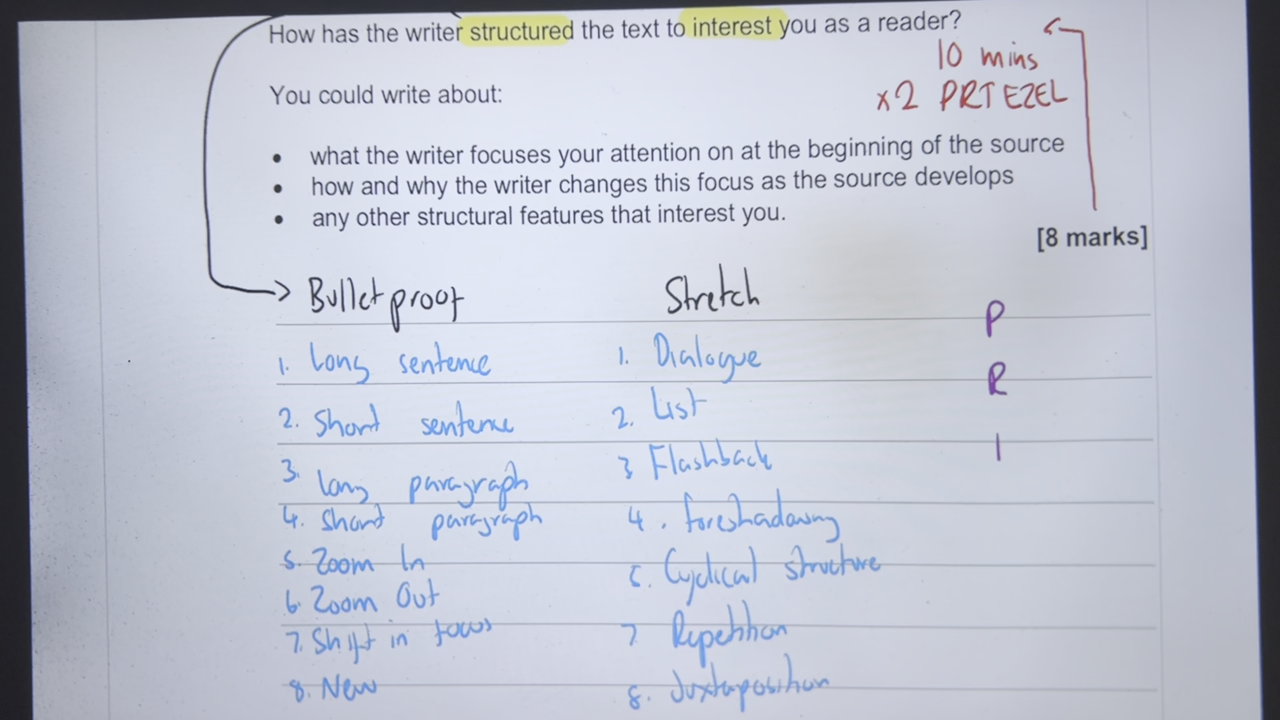 How has the writer structured the text to interest you as a reader?
10 mins
You could write about:
x2 PRTEZEL
• what the writer focuses your attention on at the beginning of the source
• how and why the writer changes this focus as the source develops
• any other structural features that interest you.
[8 marks]
Bullet proof Stretch
P
1. Long sentence 1. Dialogue
R
2. Short sentence 2. List
I
3. Long paragraph 3 Flashback
4. Short paragraph 4. foreshadowing
5. Zoom In 5. Cyclical structure
6. Zoom Out
7. Shift in focus 7 Repetition
8. New 8. Juxtaposition